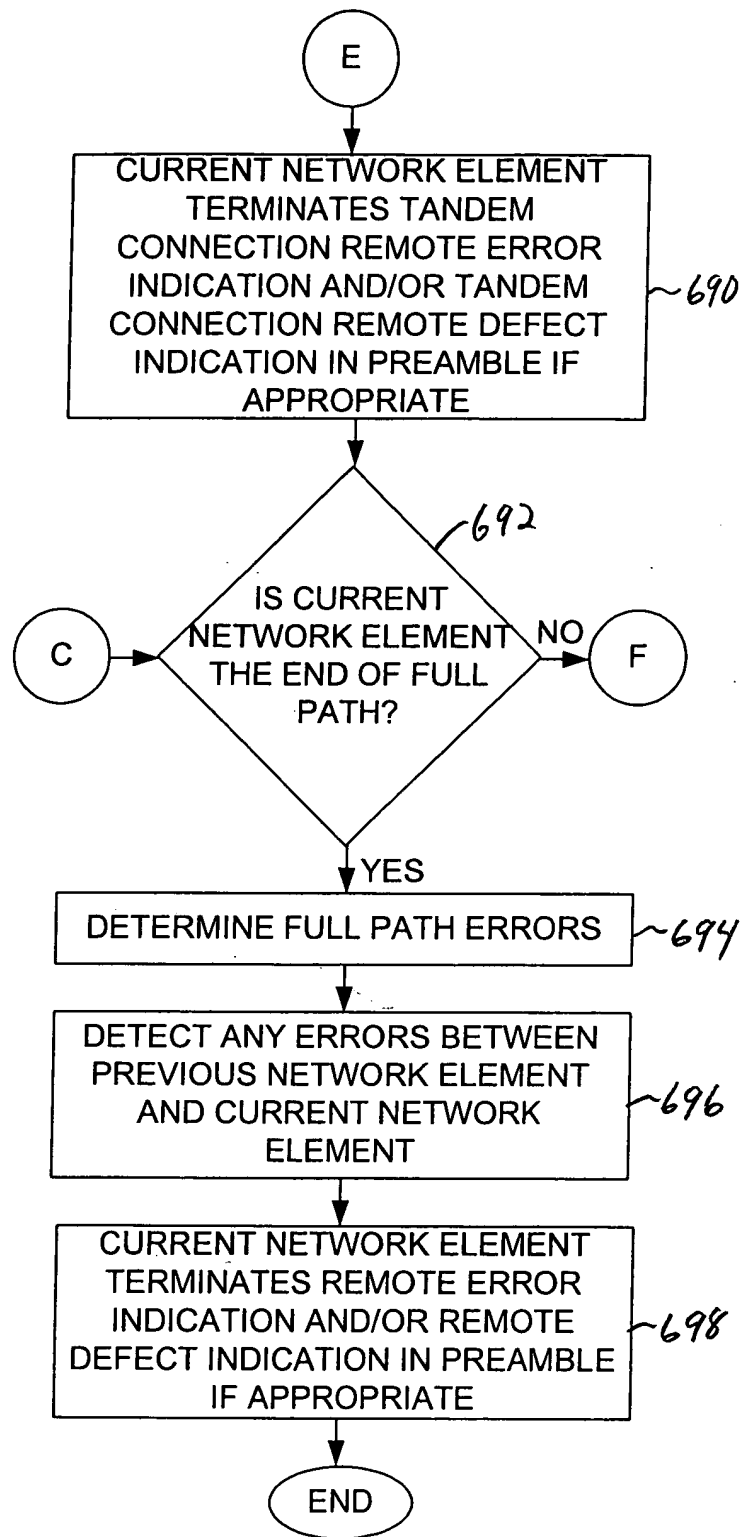 E
CURRENT NETWORK ELEMENT
TERMINATES TANDEM
CONNECTION REMOTE ERROR
INDICATION AND/OR TANDEM
CONNECTION REMOTE DEFECT
INDICATION IN PREAMBLE IF
APPROPRIATE
690
692
IS CURRENT
NETWORK ELEMENT
THE END OF FULL
PATH?
C
NO
F
YES
DETERMINE FULL PATH ERRORS
694
DETECT ANY ERRORS BETWEEN
PREVIOUS NETWORK ELEMENT
AND CURRENT NETWORK
ELEMENT
696
CURRENT NETWORK ELEMENT
TERMINATES REMOTE ERROR
INDICATION AND/OR REMOTE
DEFECT INDICATION IN PREAMBLE
IF APPROPRIATE
698
END